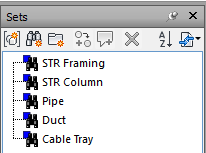 Sets
STR Framing
STR Column
Pipe
Duct
Cable Tray